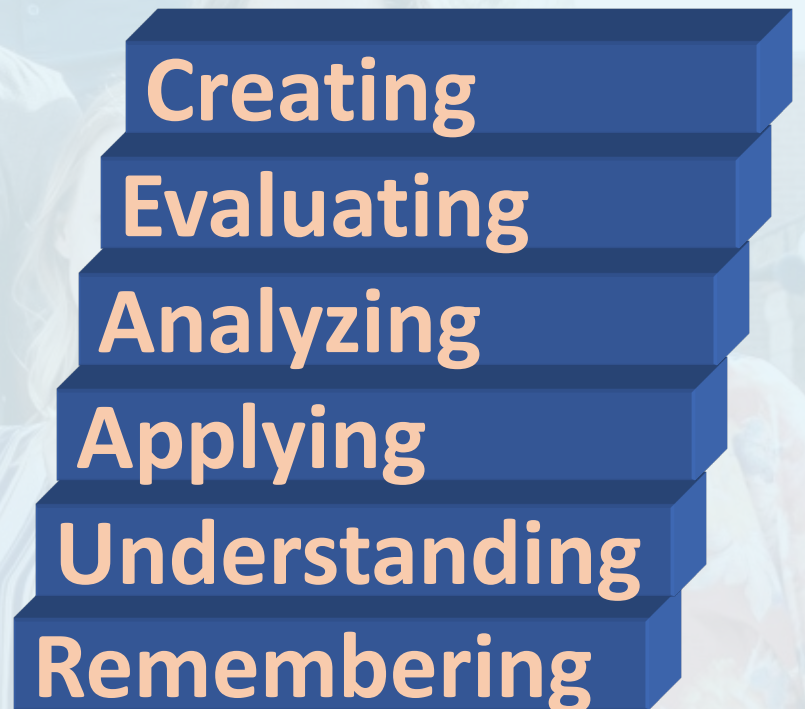 Creating
Evaluating
Analyzing
Applying
Understanding
Remembering